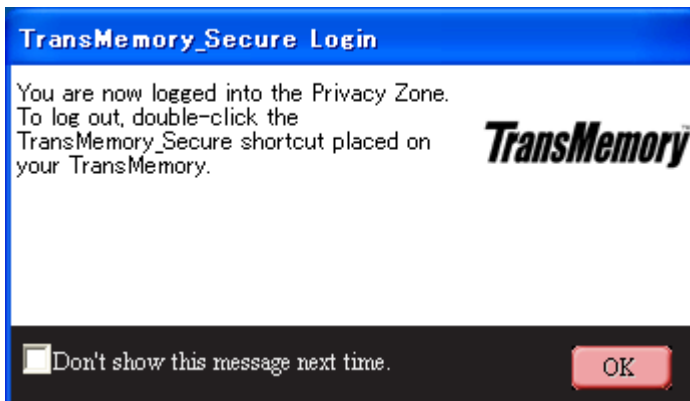 TransMemory_Secure Login
You are now logged into the Privacy Zone.
To log out, double-click the
TransMemory_Secure shortcut placed on
your TransMemory.
TransMemory
Don't show this message next time.
OK